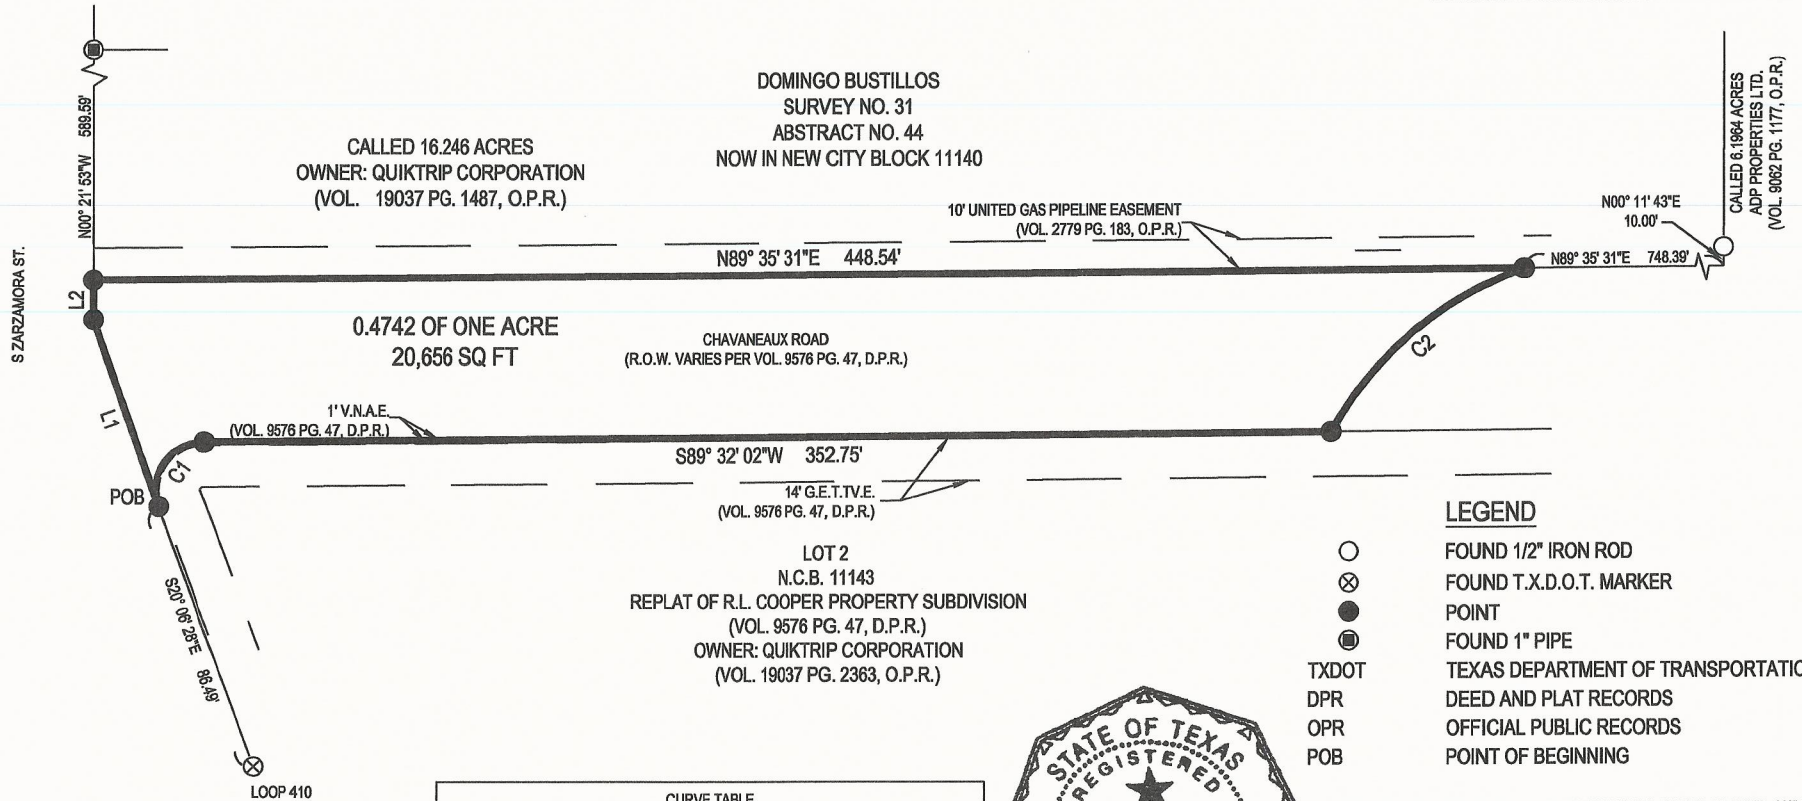 DOMINGO BUSTILLOS
SURVEY NO. 31
ABSTRACT NO. 44
NOW IN NEW CITY BLOCK 11140
CALLED 16.246 ACRES
OWNER: QUIKTRIP CORPORATION
(VOL. 19037 PG. 1487, O.P.R.)
N00° 21' 53"W 589.59'
S ZARZAMORA ST.
10' UNITED GAS PIPELINE EASEMENT
(VOL. 2779 PG. 183, O.P.R.)
N00° 11' 43"E
10.00'
CALLED 6.1964 ACRES
ADP PROPERTIES LTD.
(VOL. 9062 PG. 1177, O.P.R.)
N89° 35' 31"E 448.54'
N89° 35' 31"E 748.39'
L2
0.4742 OF ONE ACRE
20,656 SQ FT
CHAVANEAUX ROAD
(R.O.W. VARIES PER VOL. 9576 PG. 47, D.P.R.)
C2
L1
1' V.N.A.E.
(VOL. 9576 PG. 47, D.P.R.)
C1
S89° 32' 02"W 352.75'
POB
14' G.E.T.TV.E.
(VOL. 9576 PG. 47, D.P.R.)
S20° 06' 28"E 86.49'
LOT 2
N.C.B. 11143
REPLAT OF R.L. COOPER PROPERTY SUBDIVISION
(VOL. 9576 PG. 47, D.P.R.)
OWNER: QUIKTRIP CORPORATION
(VOL. 19037 PG. 2363, O.P.R.)
LOOP 410
LEGEND
FOUND 1/2" IRON ROD
FOUND T.X.D.O.T. MARKER
POINT
FOUND 1" PIPE
TXDOT TEXAS DEPARTMENT OF TRANSPORTATIO
DPR DEED AND PLAT RECORDS
OPR OFFICIAL PUBLIC RECORDS
POB POINT OF BEGINNING
STATE OF TEXAS
REGISTERED
CURVE TABLE